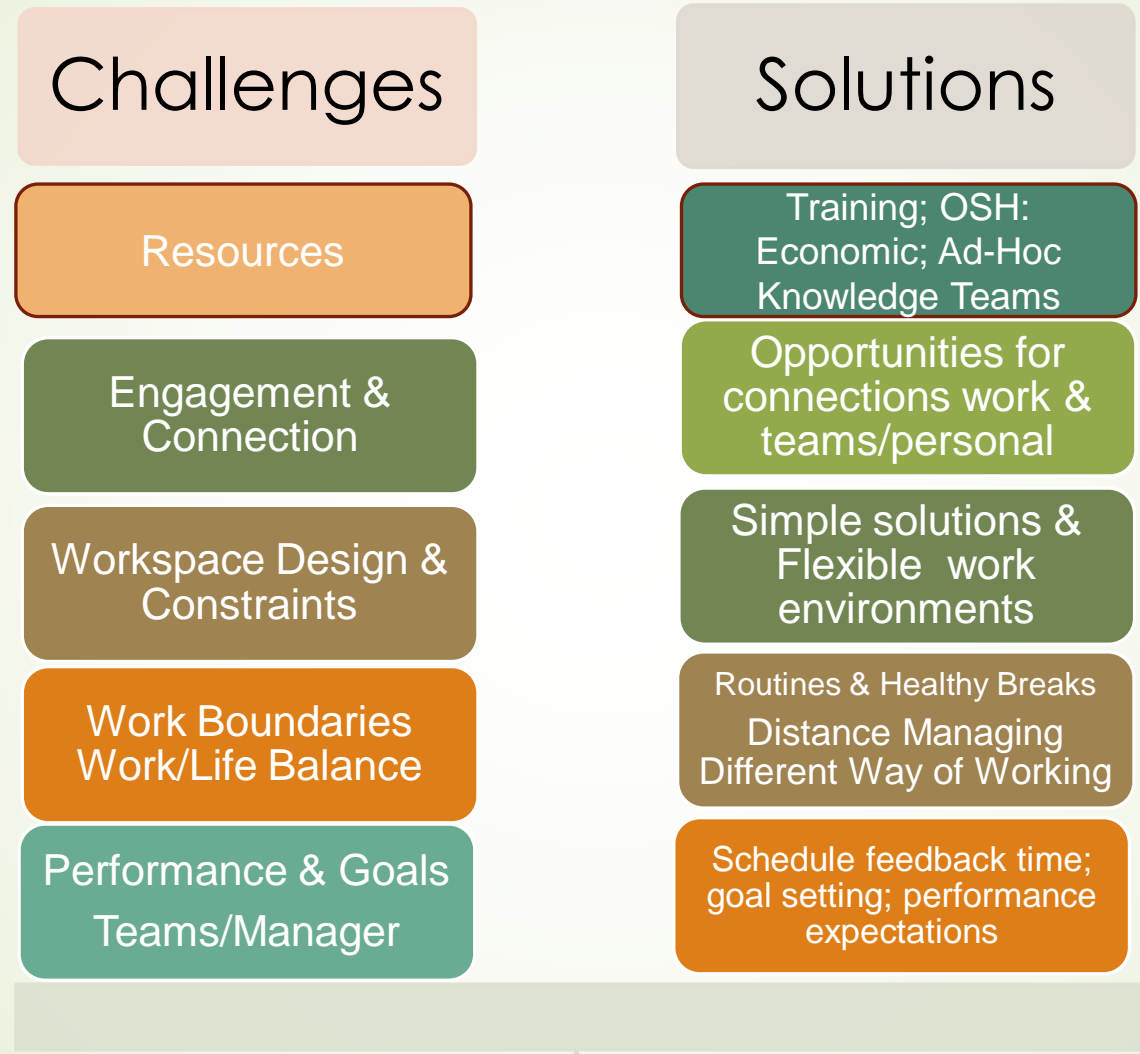 Challenges
Solutions
Resources
Training; OSH:
Economic; Ad-Hoc
Knowledge Teams
Engagement &
Connection
Opportunities for
connections work &
teams/personal
Workspace Design &
Constraints
Simple solutions &
Flexible  work
environments
Work Boundaries
Work/Life Balance
Routines & Healthy Breaks
Distance Managing
Different Way of Working
Performance & Goals
Teams/Manager
Schedule feedback time;
goal setting; performance
expectations